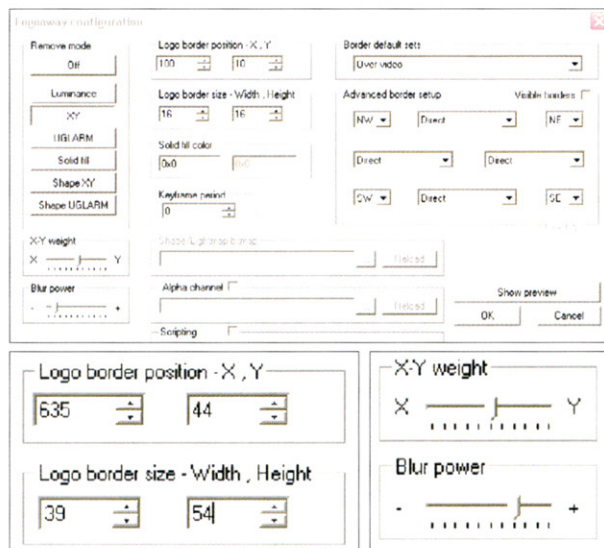 Logoaway configuration
Remove mode
Off
Luminance
XY
UGLARM
Solid fill
Shape XY
Shape UGLARM
X-Y weight
X Y
Blur power
- +
Logo border position - X , Y
100 10
Logo border size - Width , Height
16 16
Solid fill color
0x0 0x0
Keyframe period
0
Shape/Lightmap bitmap
... Reload
Alpha channel
... Reload
Scripting
Border default sets
Over video
Advanced border setup Visible borders
NW Direct NE
Direct Direct
SW Direct SE
Show preview
OK Cancel
Logo border position - X , Y
635 44
Logo border size - Width , Height
39 54
X-Y weight
X Y
Blur power
- +